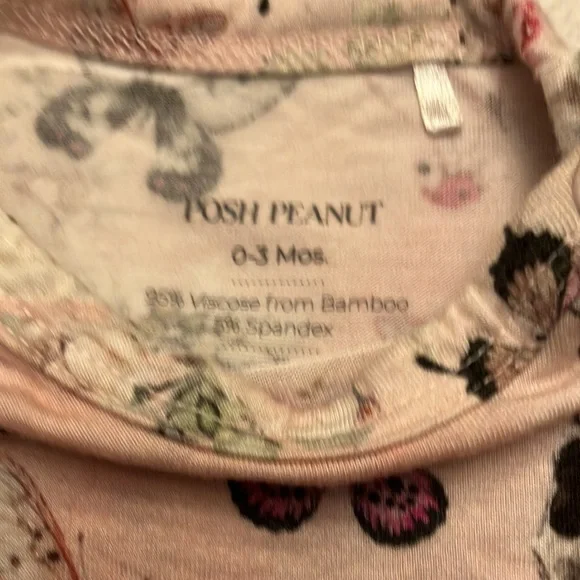 POSH PEANUT
0-3 Mos.
95% Viscose from Bamboo
5% Spandex